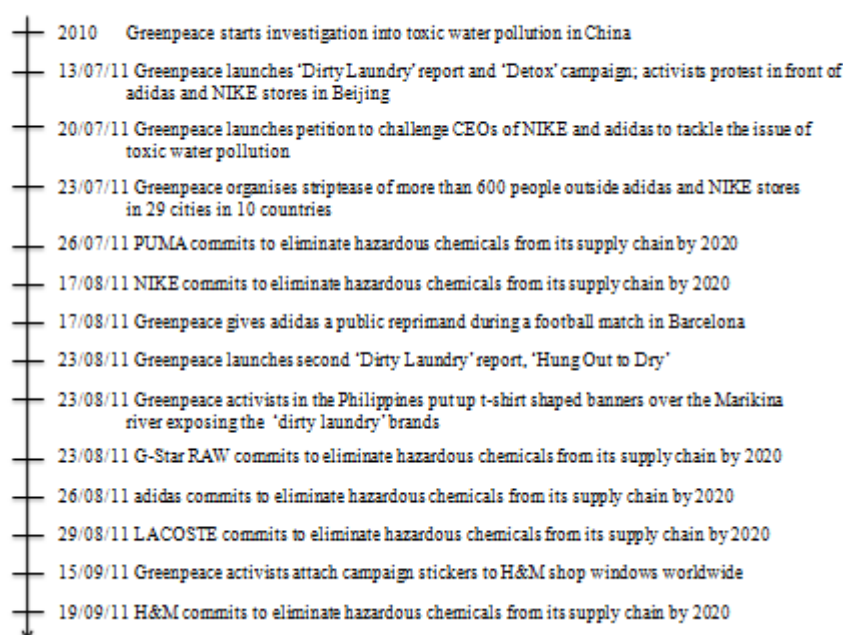 2010 Greenpeace starts investigation into toxic water pollution in China
13/07/11 Greenpeace launches 'Dirty Laundry' report and 'Detox' campaign; activists protest in front of
adidas and NIKE stores in Beijing
20/07/11 Greenpeace launches petition to challenge CEOs of NIKE and adidas to tackle the issue of
toxic water pollution
23/07/11 Greenpeace organises striptease of more than 600 people outside adidas and NIKE stores
in 29 cities in 10 countries
26/07/11 PUMA commits to eliminate hazardous chemicals from its supply chain by 2020
17/08/11 NIKE commits to eliminate hazardous chemicals from its supply chain by 2020
17/08/11 Greenpeace gives adidas a public reprimand during a football match in Barcelona
23/08/11 Greenpeace launches second 'Dirty Laundry' report, 'Hung Out to Dry'
23/08/11 Greenpeace activists in the Philippines put up t-shirt shaped banners over the Marikina
river exposing the 'dirty laundry' brands
23/08/11 G-Star RAW commits to eliminate hazardous chemicals from its supply chain by 2020
26/08/11 adidas commits to eliminate hazardous chemicals from its supply chain by 2020
29/08/11 LACOSTE commits to eliminate hazardous chemicals from its supply chain by 2020
15/09/11 Greenpeace activists attach campaign stickers to H&M shop windows worldwide
19/09/11 H&M commits to eliminate hazardous chemicals from its supply chain by 2020